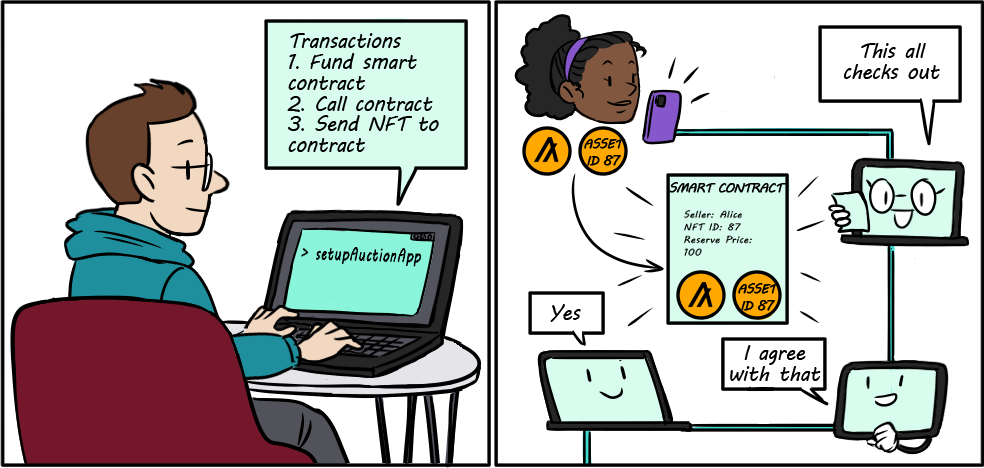 Transactions
1. Fund smart
contract
2. Call contract
3. Send NFT to
contract
> setupAuctionApp
This all
checks out
ASSET
ID 87
SMART CONTRACT
Seller: Alice
NFT ID: 87
Reserve Price:
100
ASSET
ID 87
Yes
I agree
with that